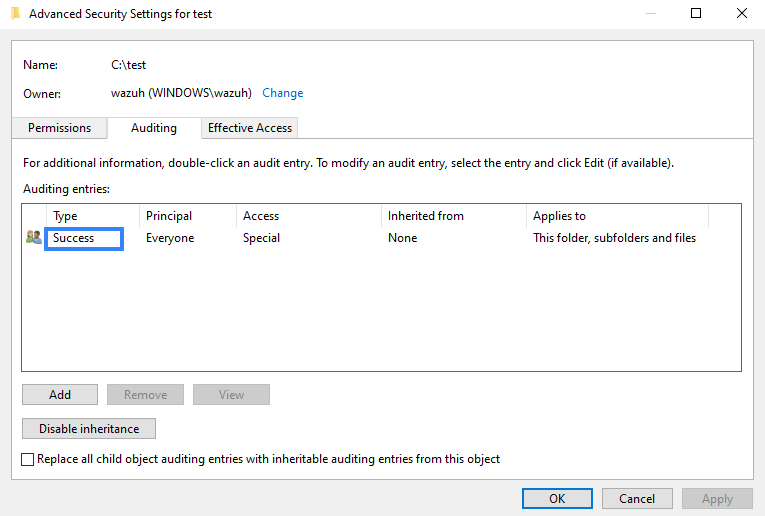 Advanced Security Settings for test
Name: C:\test
Owner: wazuh (WINDOWS\wazuh) Change
Permissions Auditing Effective Access
For additional information, double-click an audit entry. To modify an audit entry, select the entry and click Edit (if available).
Auditing entries:
Type Principal Access Inherited from Applies to
Success Everyone Special None This folder, subfolders and files
Add Remove View
Disable inheritance
Replace all child object auditing entries with inheritable auditing entries from this object
OK Cancel Apply